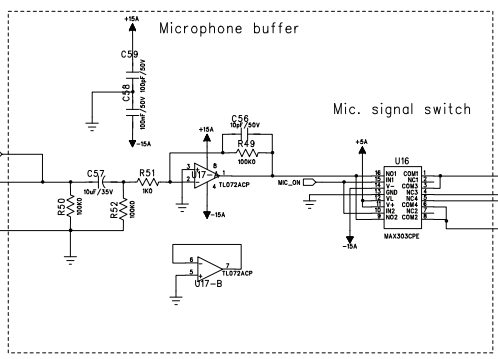 Microphone buffer
+15A
C59
100pF/50V
C58
100nF/50V
-15A
C56
10pF/50V
R49
100K0
+15A
U17-
TL072ACP
3
2
8
1
4
-15A
C57
10uF/35V
R51
1K0
R50
100K0
R52
100K0
6
5
7
TL072ACP
U17-B
Mic. signal switch
+5A
U16
MIC_ON
16 NO1 COM1 1
15 IN1 NC1 2
14 V- COM3 3
13 GND NC3 4
12 VL NC4 5
11 V+ COM4 6
10 IN2 NC2 7
9 NO2 COM2 8
MAX303CPE
-15A